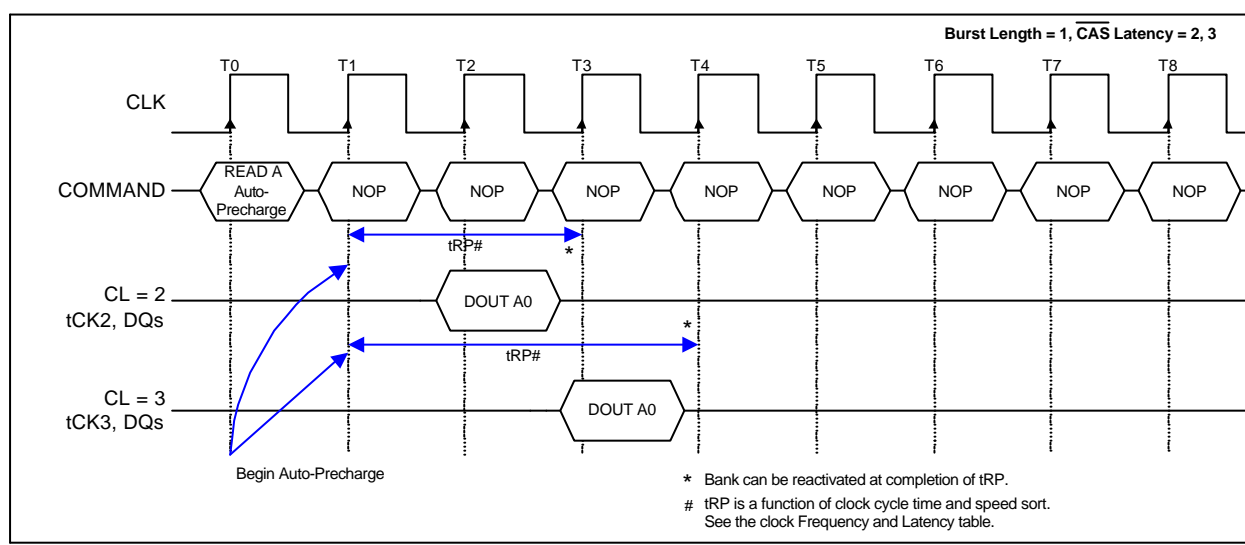 Burst Length = 1, CAS Latency = 2, 3
T0 T1 T2 T3 T4 T5 T6 T7 T8
CLK
COMMAND
READ A
Auto-
Precharge
NOP NOP NOP NOP NOP NOP NOP NOP
tRP#
*
CL = 2
tCK2, DQs
DOUT A0
*
tRP#
CL = 3
tCK3, DQs
DOUT A0
Begin Auto-Precharge
* Bank can be reactivated at completion of tRP.
# tRP is a function of clock cycle time and speed sort.
See the clock Frequency and Latency table.